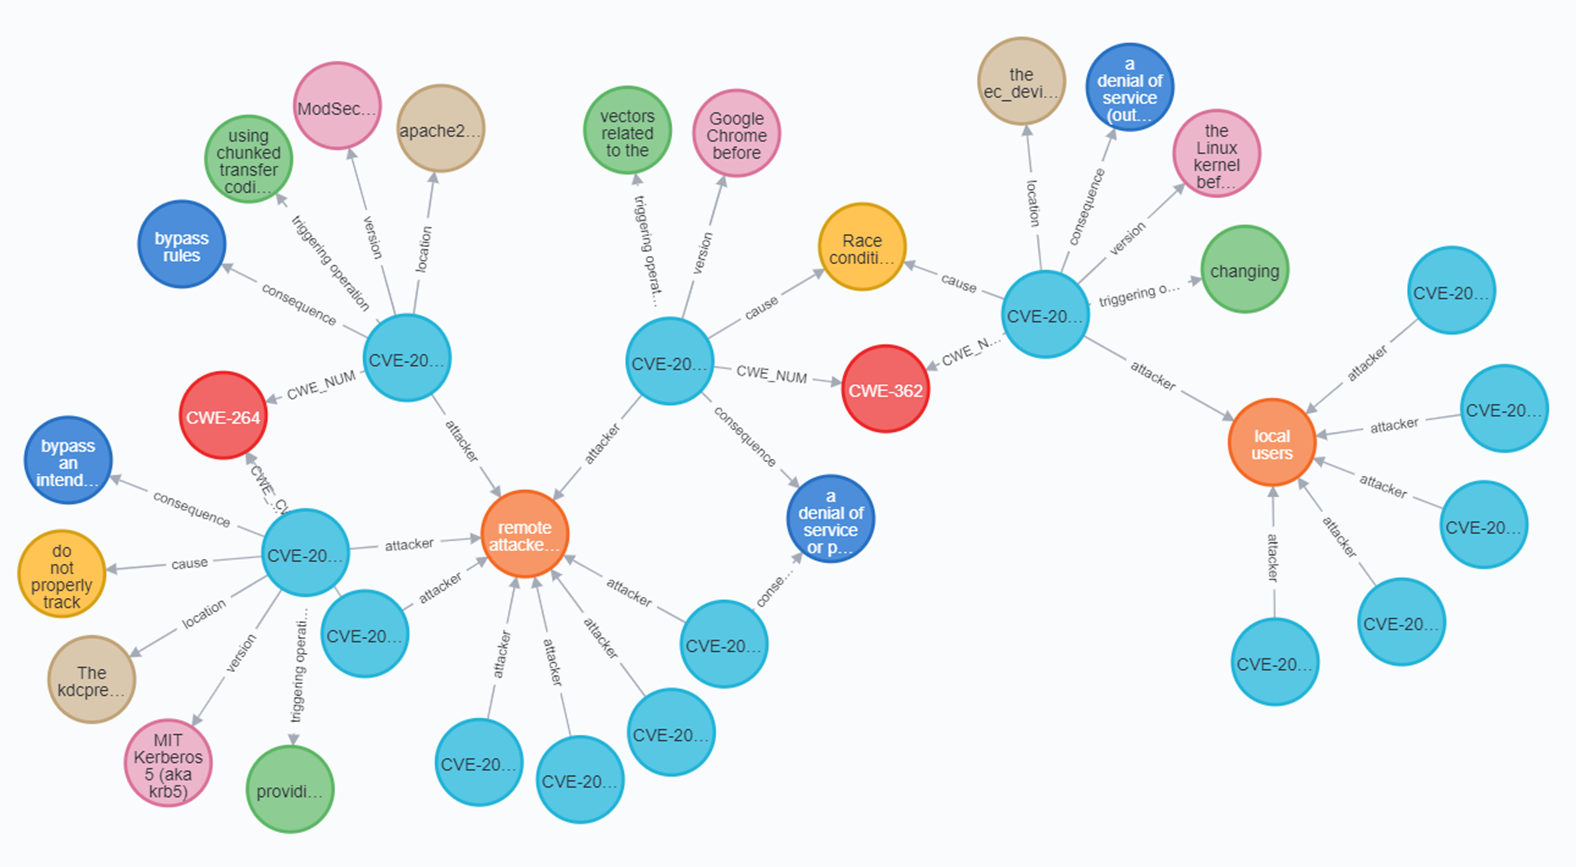 the
ec_devi...
a
denial of
service
(out...
ModSec...
apache2...
vectors
related
to the
Google
Chrome
before
the
Linux
kernel
bef...
using
chunked
transfer
codi...
bypass
rules
triggering operation
version
location
consequence
triggering operat...
version
Race
conditi...
cause
cause
location
consequence
version
triggering o...
changing
CVE-20...
CVE-20...
CVE-20...
CVE-20...
CWE_NUM
CWE_NUM
CWE_N...
CWE-264
CWE-362
attacker
attacker
consequence
attacker
attacker
CVE-20...
attacker
local
users
bypass
an
intend...
consequence
attacker
CVE-20...
attacker
attacker
a
denial of
service
or p...
remote
attacke...
attacker
CVE-20...
do
not
properly
track
cause
location
version
triggering operati...
attacker
CVE-20...
attacker
attacker
attacker
attacker
conse...
CVE-20...
CVE-20...
CVE-20...
The
kdcpre...
MIT
Kerberos
5 (aka
krb5)
providi...
CVE-20...
CVE-20...
CVE-20...